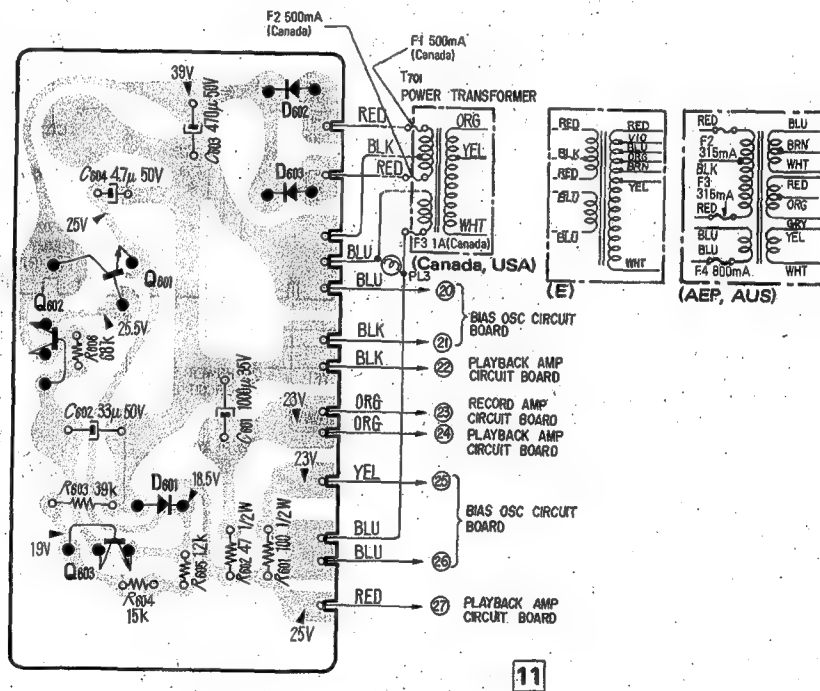 F2 500mA
(Canada)
F1 500mA
(Canada)
T701
POWER TRANSFORMER
39V
D602
C603 470μ 50V
RED
ORG
BLK
YEL
RED
D603
C604 4.7μ 50V
25V
WHT
F3 1A (Canada)
BLU
(Canada, USA)
PL3
BLU
20
BIAS OSC CIRCUIT
BOARD
Q601
Q602
25.5V
R606
68k
BLK
21
BLK
22
PLAYBACK AMP
CIRCUIT BOARD
C601 1000μ 35V
C602 33μ 50V
23V
ORG
23
RECORD AMP
CIRCUIT BOARD
ORG
24
PLAYBACK AMP
CIRCUIT BOARD
23V
YEL
25
BIAS OSC CIRCUIT
BOARD
R603 39k
D601
18.5V
BLU
BLU
26
19V
Q603
R604
15k
R605 12k
R602 47 1/2W
R601 100 1/2W
25V
RED
27
PLAYBACK AMP
CIRCUIT BOARD
RED
BLK
RED
BLU
BLU
RED
VIO
BLU
ORG
BRN
YEL
WHT
(E)
RED
F2
315mA
BLK
F3
315mA
RED
BLU
BLU
F4 800mA
BLU
BRN
WHT
RED
ORG
GRY
YEL
WHT
(AEP, AUS)
11